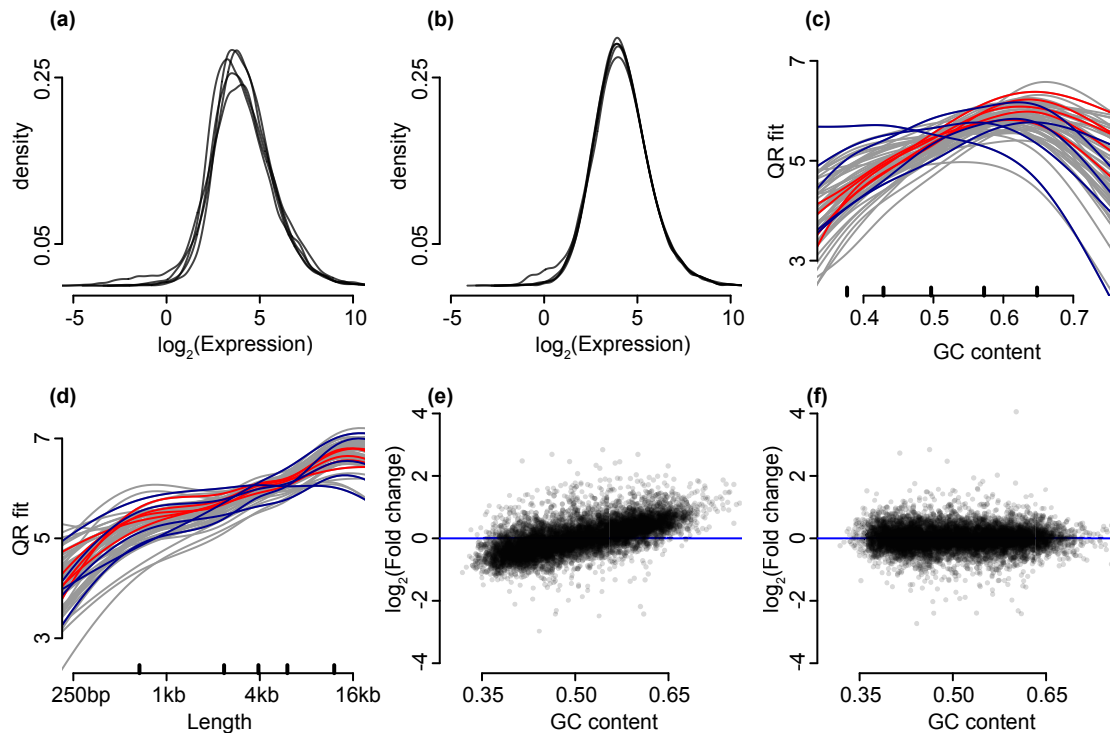 (a)
density
0.25
0.05
-5 0 5 10
log2(Expression)
(b)
density
0.25
0.05
-5 0 5 10
log2(Expression)
(c)
QR fit
7
5
3
0.4 0.5 0.6 0.7
GC content
(d)
QR fit
7
5
3
250bp 1kb 4kb 16kb
Length
(e)
log2(Fold change)
4
2
0
-2
-4
0.35 0.50 0.65
GC content
(f)
log2(Fold change)
4
2
0
-2
-4
0.35 0.50 0.65
GC content